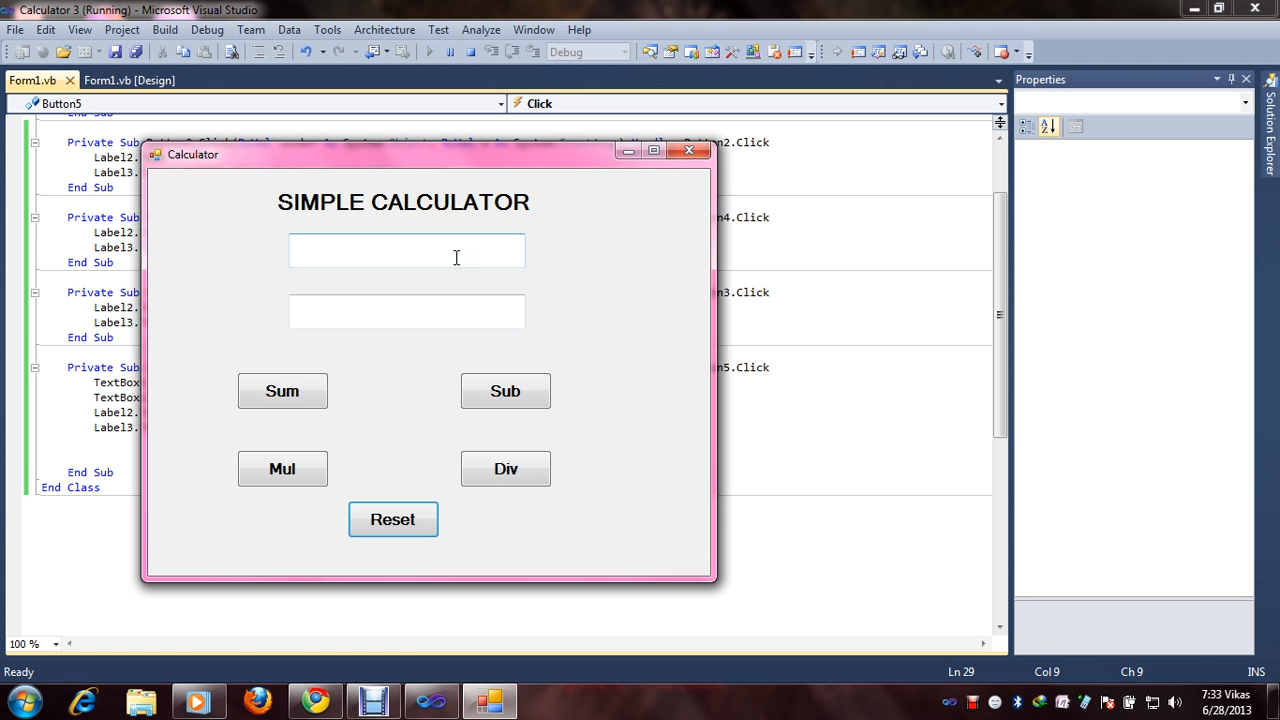 Calculator 3 (Running) - Microsoft Visual Studio
File Edit View Project Build Debug Team Data Tools Architecture Test Analyze Window Help
Debug
Form1.vb Form1.vb [Design] Properties
Button5 Click
End Sub
Private Sub n2.Click
Label2.
Label3.
End Sub
Private Sub n4.Click
Label2.
Label3.
End Sub
Private Sub n3.Click
Label2.
Label3.
End Sub
Private Sub n5.Click
TextBox
TextBox
Label2.
Label3.
End Sub
End Class
Calculator
SIMPLE CALCULATOR
Sum Sub
Mul Div
Reset
Solution Explorer
100 %
Ready Ln 29 Col 9 Ch 9 INS
7:33 Vikas
6/28/2013